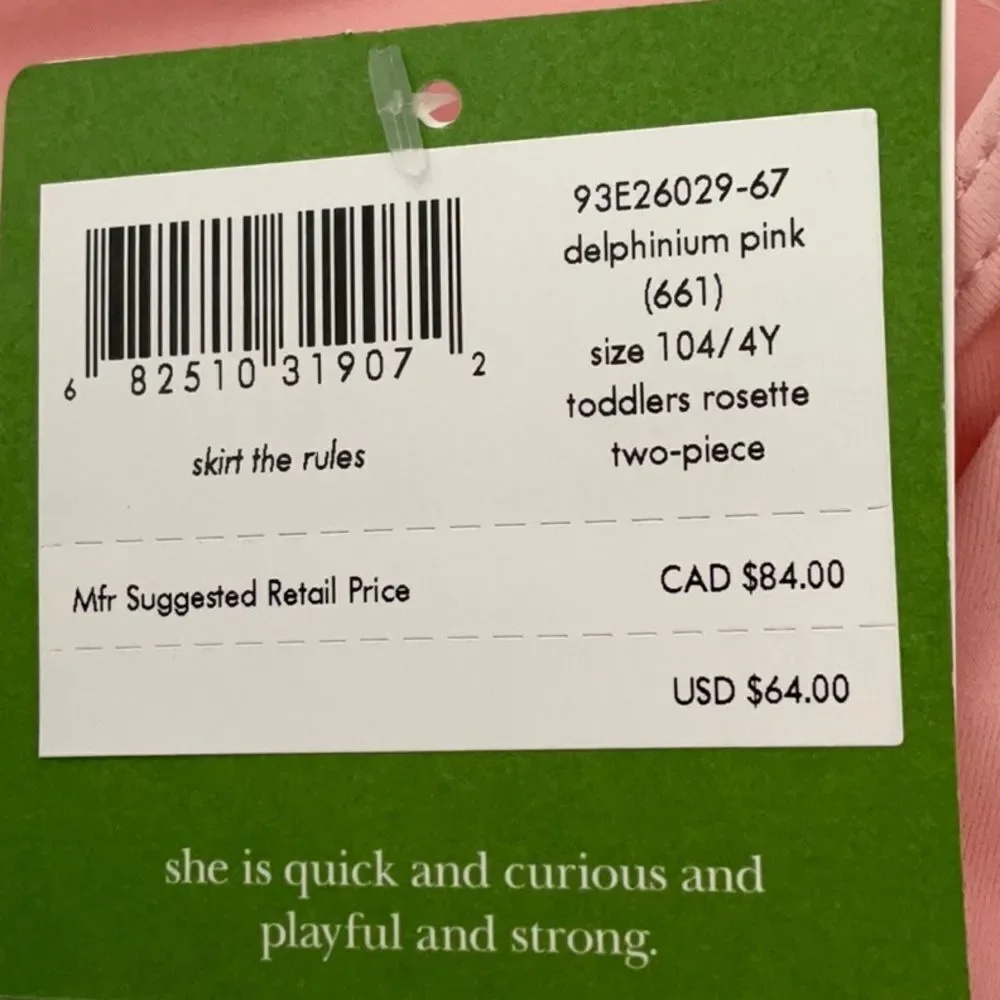 6 82510 31907 2
skirt the rules
93E26029-67
delphinium pink
(661)
size 104/4Y
toddlers rosette
two-piece
Mfr Suggested Retail Price CAD $84.00
USD $64.00
she is quick and curious and
playful and strong.